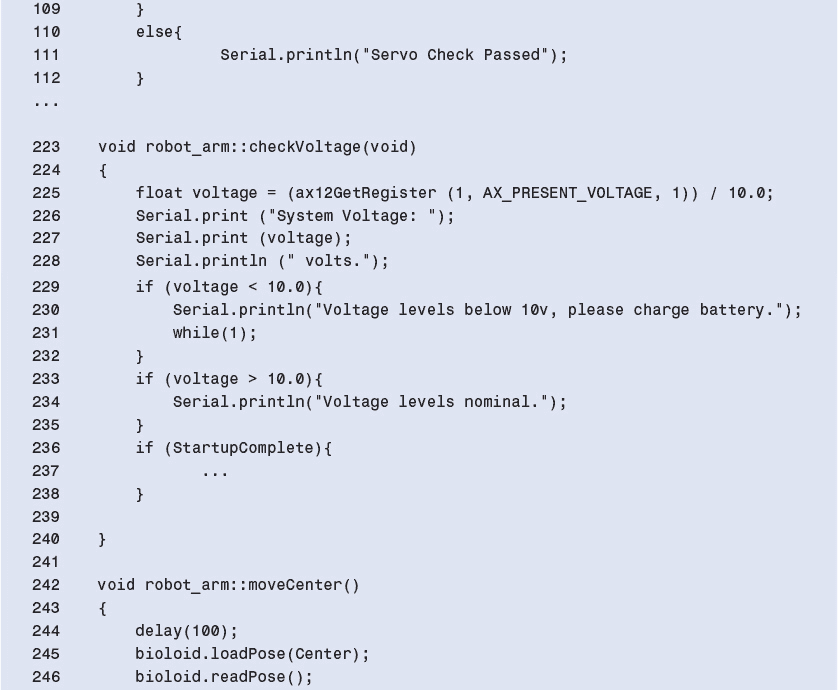 109        }
110        else{
111                 Serial.println("Servo Check Passed");
112        }
...
223    void robot_arm::checkVoltage(void)
224    {
225        float voltage = (ax12GetRegister (1, AX_PRESENT_VOLTAGE, 1)) / 10.0;
226        Serial.print ("System Voltage: ");
227        Serial.print (voltage);
228        Serial.println (" volts.");
229        if (voltage < 10.0){
230            Serial.println("Voltage levels below 10v, please charge battery.");
231            while(1);
232        }
233        if (voltage > 10.0){
234            Serial.println("Voltage levels nominal.");
235        }
236        if (StartupComplete){
237               ...
238        }
239
240    }
241
242    void robot_arm::moveCenter()
243    {
244        delay(100);
245        bioloid.loadPose(Center);
246        bioloid.readPose();